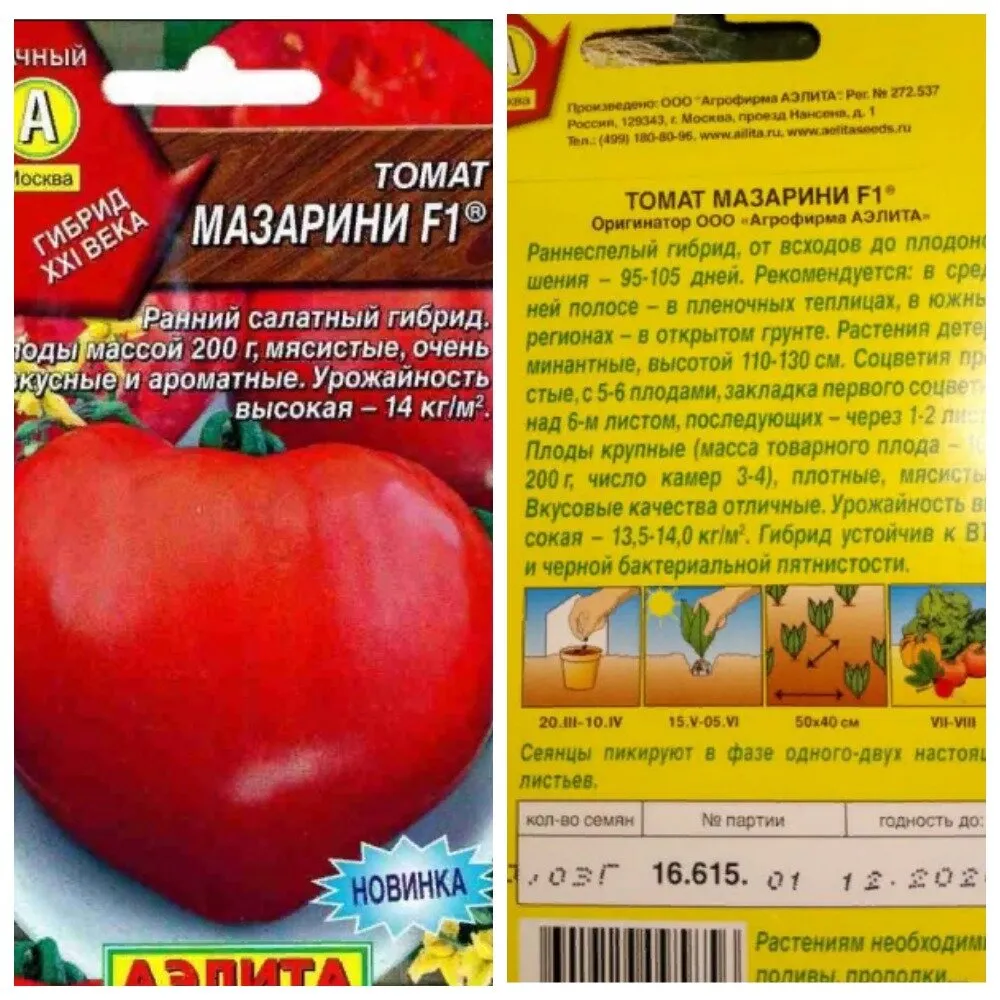 ЧНЫЙ
А
Москва
ГИБРИД
XXI ВЕКА
ТОМАТ
МАЗАРИНИ F1®
Ранний салатный гибрид.
лоды массой 200 г, мясистые, очень
вкусные и ароматные. Урожайность
высокая – 14 кг/м².
НОВИНКА
АЭЛИТА
ква
Произведено: ООО "Агрофирма АЭЛИТА". Рег. № 272.537
Россия, 129343, г. Москва, проезд Нансена, д. 1
Тел.: (499) 180-80-96. www.ailita.ru. www.aelitaseeds.ru
ТОМАТ МАЗАРИНИ F1®
Оригинатор ООО «Агрофирма АЭЛИТА»
Раннеспелый гибрид, от всходов до плодоно
шения – 95-105 дней. Рекомендуется: в сред
ней полосе – в пленочных теплицах, в южны
регионах – в открытом грунте. Растения детер
минантные, высотой 110-130 см. Соцветия про
стые, с 5-6 плодами, закладка первого соцвети
над 6-м листом, последующих – через 1-2 лист
Плоды крупные (масса товарного плода –
200 г, число камер 3-4), плотные, мясисты
Вкусовые качества отличные. Урожайность вы
сокая – 13,5-14,0 кг/м². Гибрид устойчив к ВТ
и черной бактериальной пятнистости.
20.III-10.IV 15.V-05.VI 50х40 см VII-VIII
Сеянцы пикируют в фазе одного-двух настоящ
листьев.
кол-во семян № партии годность до:
,03Г 16.615. 01 12.202
Растениям необходимы
поливы, прополки,